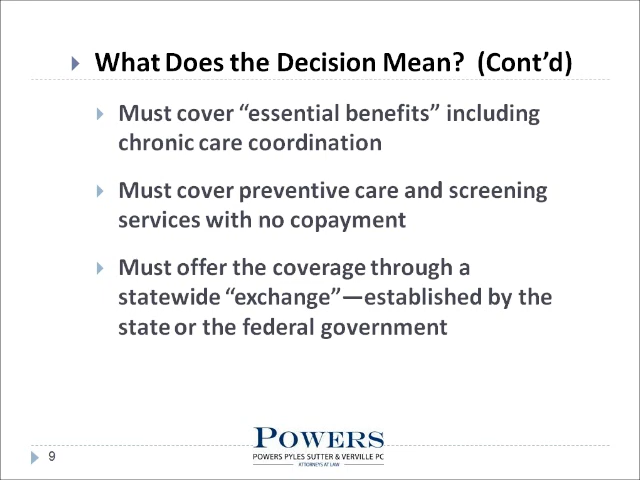 What Does the Decision Mean? (Cont’d)
Must cover “essential benefits” including
chronic care coordination
Must cover preventive care and screening
services with no copayment
Must offer the coverage through a
statewide “exchange”—established by the
state or the federal government
POWERS
POWERS PYLES SUTTER & VERVILLE PC
ATTORNEYS AT LAW
9